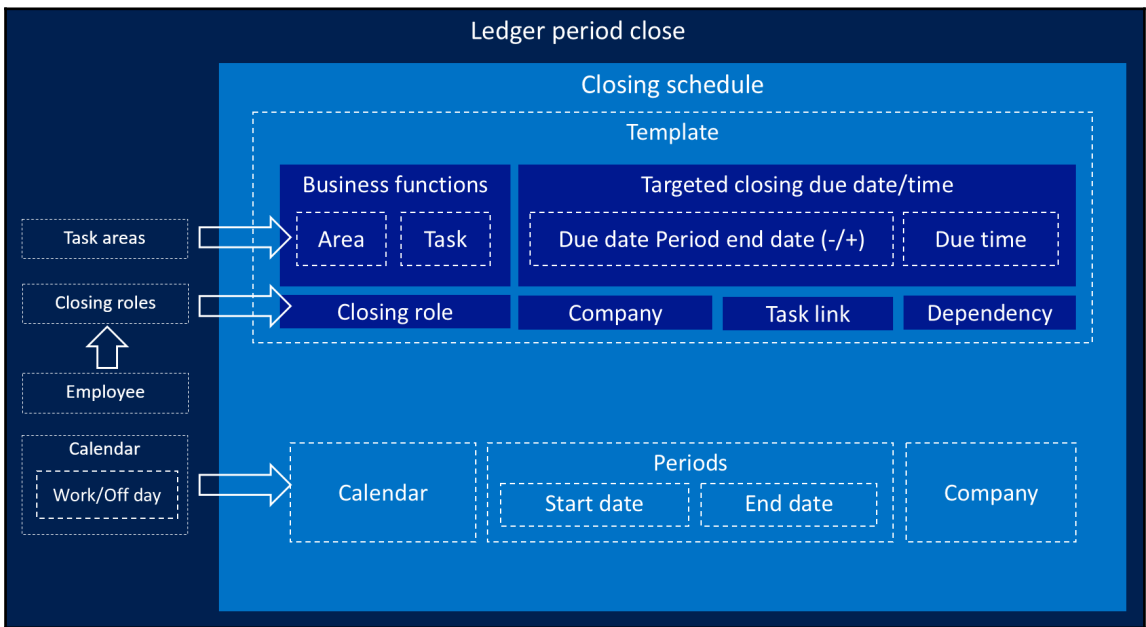 Ledger period close
Closing schedule
Template
Business functions
Targeted closing due date/time
Task areas
Area
Task
Due date Period end date (-/+)
Due time
Closing roles
Closing role
Company
Task link
Dependency
Employee
Calendar
Work/Off day
Calendar
Periods
Start date
End date
Company